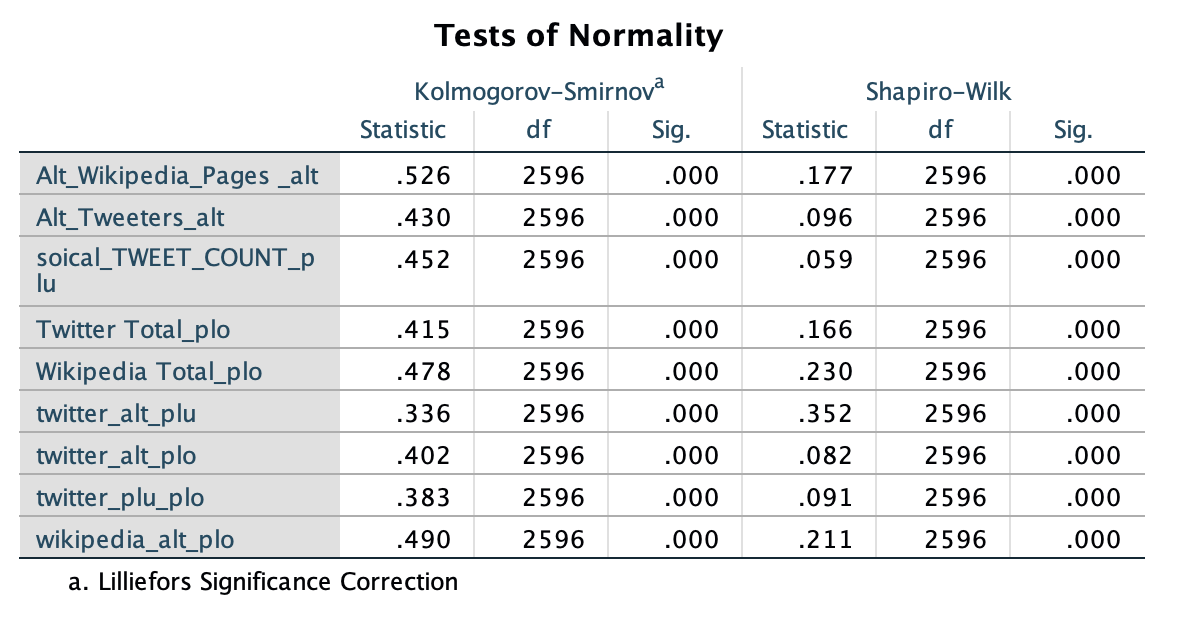 Tests of Normality
Kolmogorov-Smirnovᵃ Shapiro-Wilk
Statistic df Sig. Statistic df Sig.
Alt_Wikipedia_Pages _alt .526 2596 .000 .177 2596 .000
Alt_Tweeters_alt .430 2596 .000 .096 2596 .000
soical_TWEET_COUNT_p
lu .452 2596 .000 .059 2596 .000
Twitter Total_plo .415 2596 .000 .166 2596 .000
Wikipedia Total_plo .478 2596 .000 .230 2596 .000
twitter_alt_plu .336 2596 .000 .352 2596 .000
twitter_alt_plo .402 2596 .000 .082 2596 .000
twitter_plu_plo .383 2596 .000 .091 2596 .000
wikipedia_alt_plo .490 2596 .000 .211 2596 .000
a. Lilliefors Significance Correction